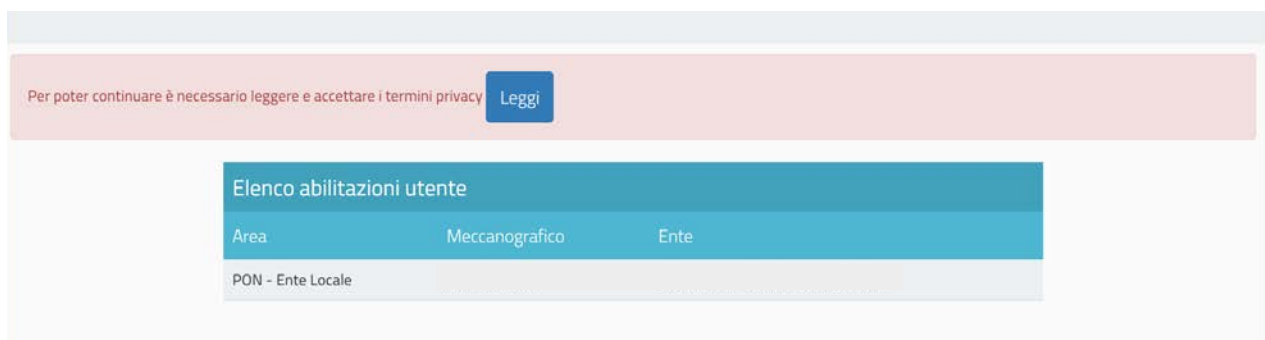 Per poter continuare è necessario leggere e accettare i termini privacy Leggi
Elenco abilitazioni utente
Area Meccanografico Ente
PON - Ente Locale